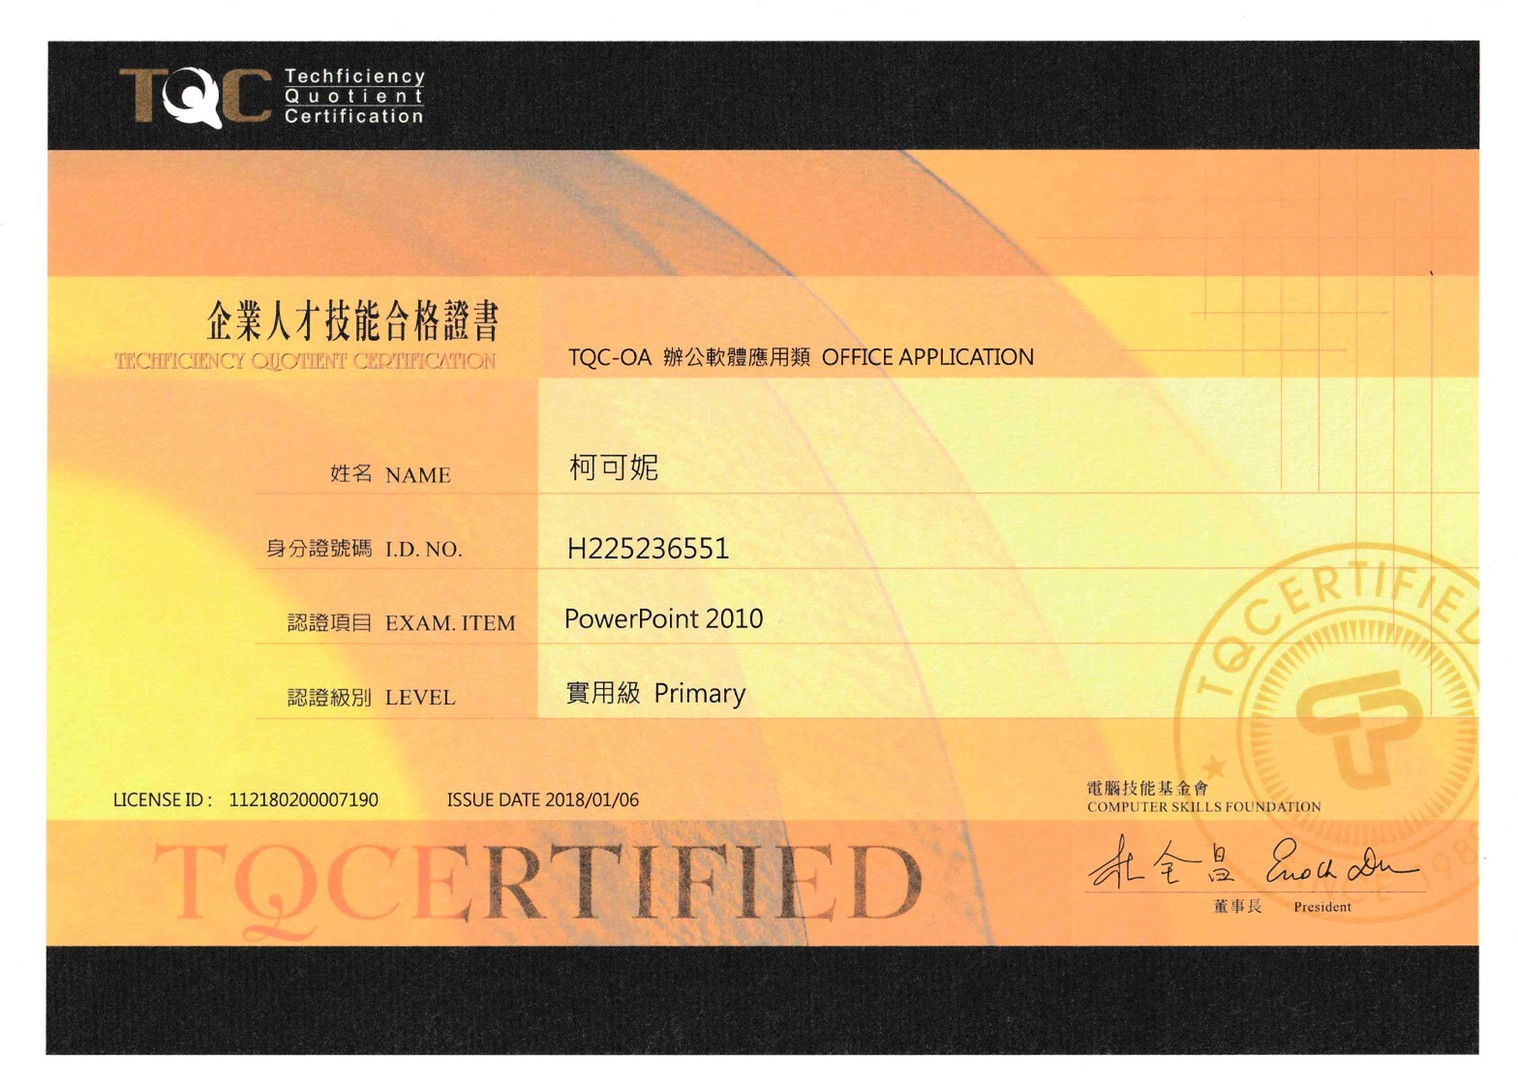 TQC Techficiency
Quotient
Certification
企業人才技能合格證書
TECHFICIENCY QUOTIENT CERTIFICATION
TQC-OA 辦公軟體應用類 OFFICE APPLICATION
姓名 NAME 柯可妮
身分證號碼 I.D. NO. H225236551
認證項目 EXAM. ITEM PowerPoint 2010
認證級別 LEVEL 實用級 Primary
TQCERTIFIED
LICENSE ID : 112180200007190 ISSUE DATE 2018/01/06
電腦技能基金會
COMPUTER SKILLS FOUNDATION
TQCERTIFIED
杜全昌 Enoch Du
董事長 President